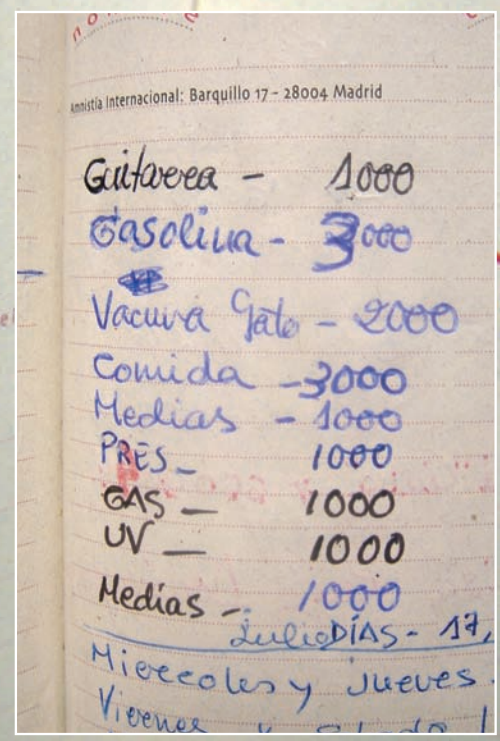 Amnistía Internacional: Barquillo 17 - 28004 Madrid
Guitarra - 1000
Gasolina - 3000
Vacuna gato - 2000
Comida - 3000
Medias - 1000
PRES - 1000
GAS - 1000
UV - 1000
Medias - 1000
Julio DÍAS - 17,
Miercoles y Jueves
Viernes y